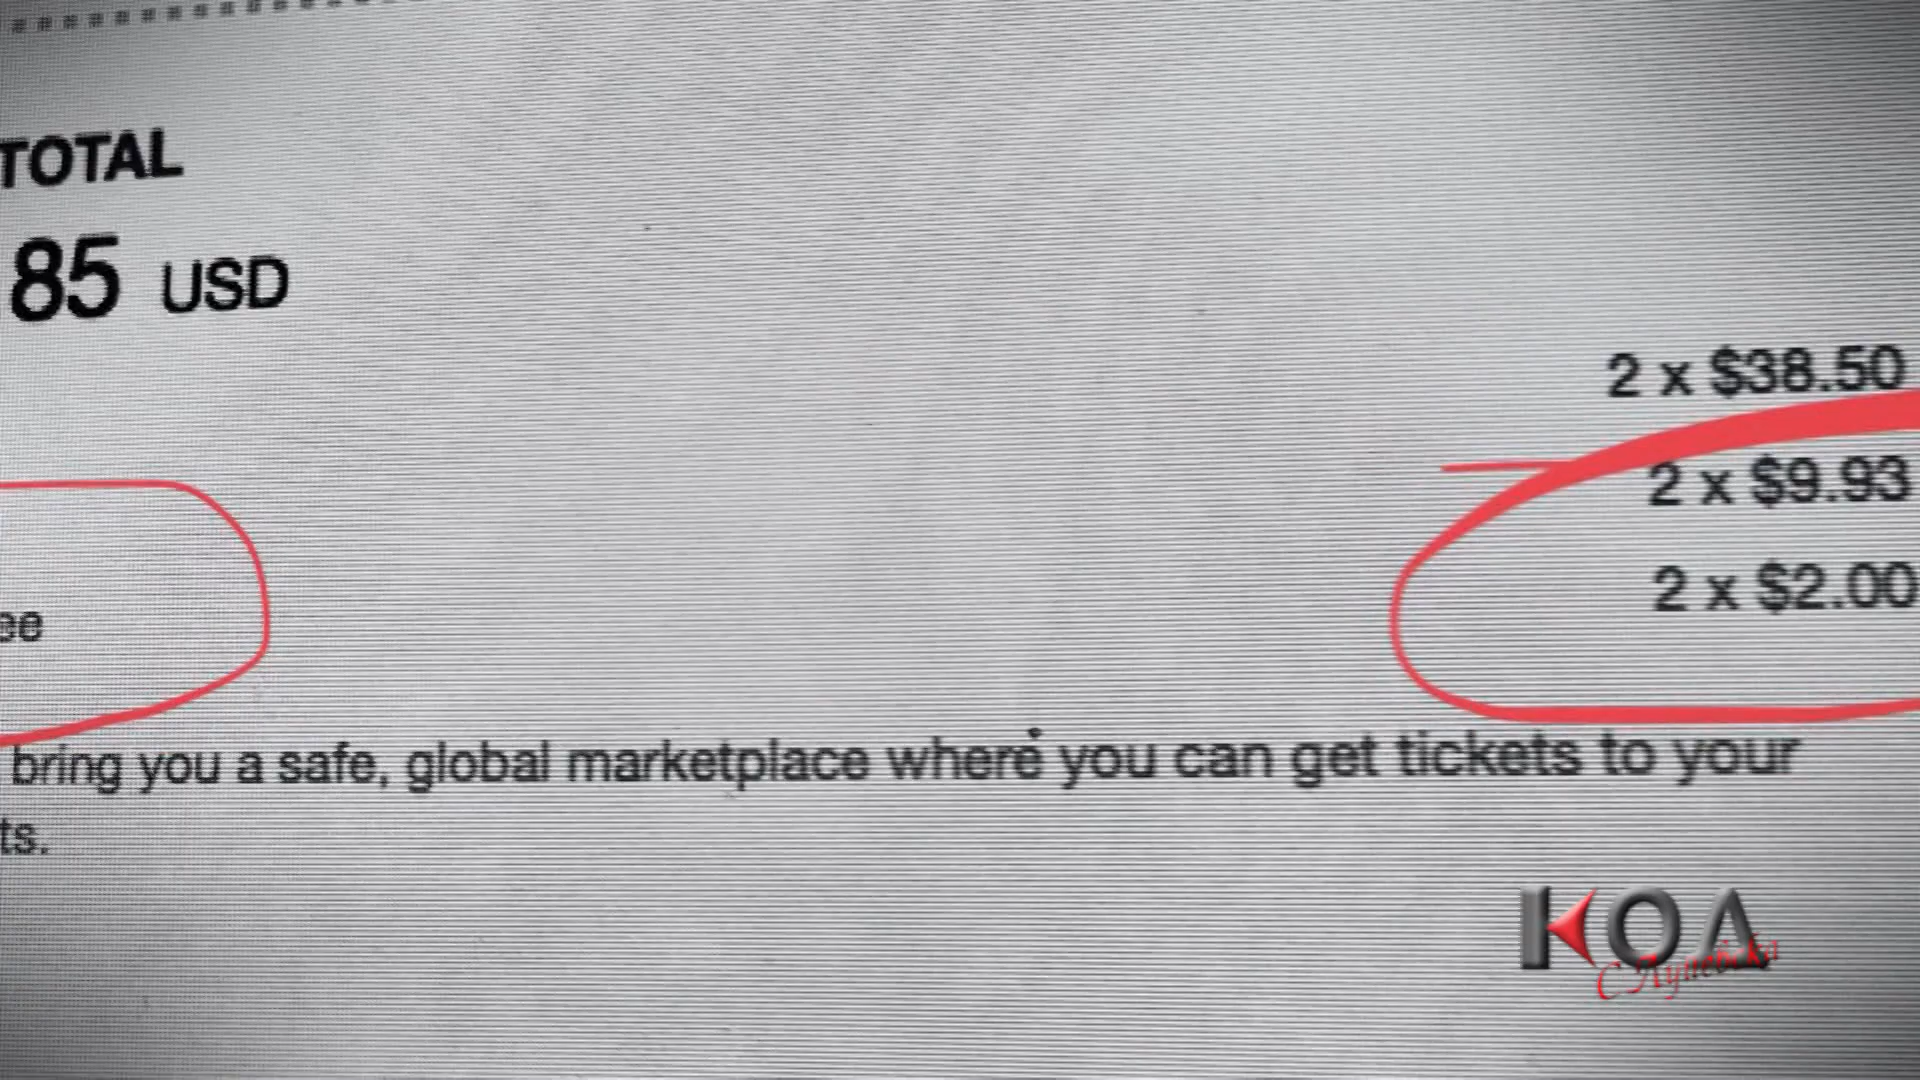 TOTAL
85 USD
2 x $38.50
2 x $9.93
ee
2 x $2.00
bring you a safe, global marketplace where you can get tickets to your
ts.
КОД